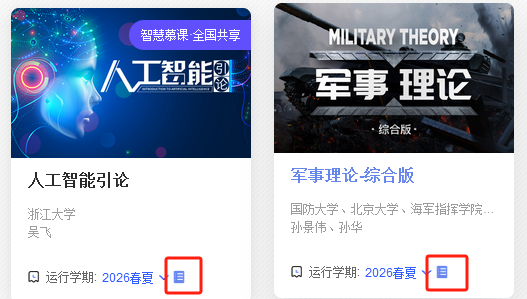 智慧慕课·全国共享
人工智能引论
INTRODUCTION TO ARTIFICIAL INTELLIGENCE
人工智能引论
浙江大学
吴飞
运行学期: 2026春夏
MILITARY THEORY
军事 理论
· 综合版 ·
军事理论-综合版
国防大学、北京大学、海军指挥学院...
孙景伟、孙华
运行学期: 2026春夏